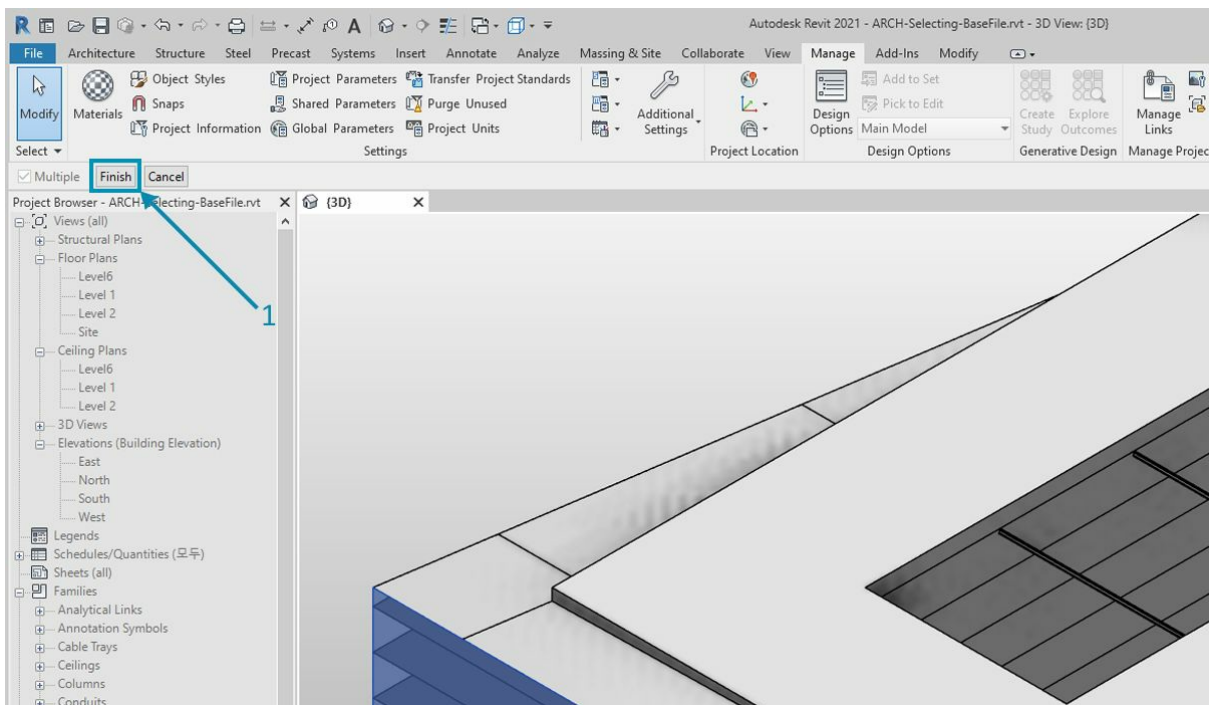 Autodesk Revit 2021 - ARCH-Selecting-BaseFile.rvt - 3D View: {3D}
File Architecture Structure Steel Precast Systems Insert Annotate Analyze Massing & Site Collaborate View Manage Add-Ins Modify
Modify
Materials
Object Styles
Snaps
Project Information
Project Parameters
Shared Parameters
Global Parameters
Transfer Project Standards
Purge Unused
Project Units
Additional
Settings
Design
Options
Add to Set
Pick to Edit
Main Model
Create
Study
Explore
Outcomes
Manage
Links
Select
Settings
Project Location
Design Options
Generative Design
Manage Projec
Multiple Finish Cancel
Project Browser - ARCH-Selecting-BaseFile.rvt
{3D}
1
Views (all)
Structural Plans
Floor Plans
Level6
Level 1
Level 2
Site
Ceiling Plans
Level6
Level 1
Level 2
3D Views
Elevations (Building Elevation)
East
North
South
West
Legends
Schedules/Quantities (모두)
Sheets (all)
Families
Analytical Links
Annotation Symbols
Cable Trays
Ceilings
Columns
Conduits